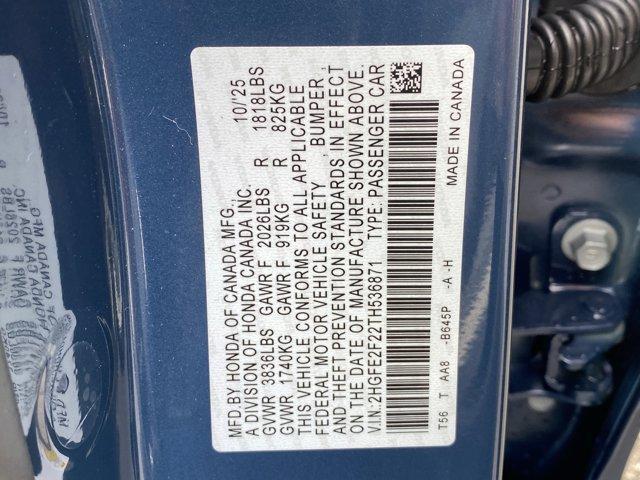 MFD. BY HONDA OF CANADA MFG., 10/'25
A DIVISION OF HONDA CANADA INC.
GVWR 3836LBS GAWR F 2028LBS R 1818LBS
GVWR 1740KG GAWR F 919KG R 825KG
THIS VEHICLE CONFORMS TO ALL APPLICABLE
FEDERAL MOTOR VEHICLE SAFETY , BUMPER ,
AND THEFT PREVENTION STANDARDS IN EFFECT
ON THE DATE OF MANUFACTURE SHOWN ABOVE.
V.I.N.:2HGFE2F22TH536871 TYPE: PASSENGER CAR
T56 T AA8 -B645P -A -H MADE IN CANADA